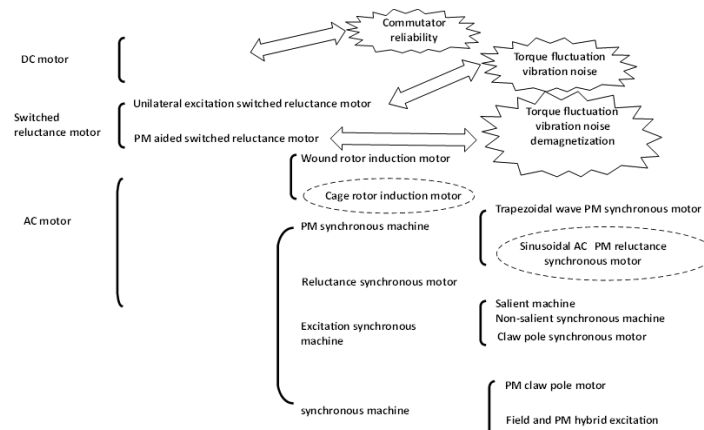 Commutator
reliability
DC motor
Torque fluctuation
vibration noise
Switched
reluctance motor
Unilateral excitation switched reluctance motor
PM aided switched reluctance motor
Torque fluctuation
vibration noise
demagnetization
Wound rotor induction motor
Cage rotor induction motor
AC motor
PM synchronous machine
Trapezoidal wave PM synchronous motor
Sinusoidal AC PM reluctance
synchronous motor
Reluctance synchronous motor
Excitation synchronous
machine
Salient machine
Non-salient synchronous machine
Claw pole synchronous motor
synchronous machine
PM claw pole motor
Field and PM hybrid excitation